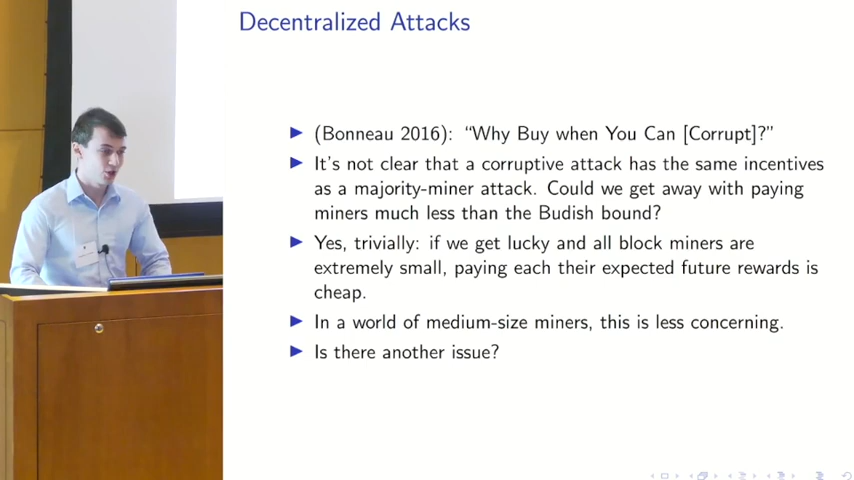 Decentralized Attacks
(Bonneau 2016): “Why Buy when You Can [Corrupt]?”
It’s not clear that a corruptive attack has the same incentives
as a majority-miner attack. Could we get away with paying
miners much less than the Budish bound?
Yes, trivially: if we get lucky and all block miners are
extremely small, paying each their expected future rewards is
cheap.
In a world of medium-size miners, this is less concerning.
Is there another issue?